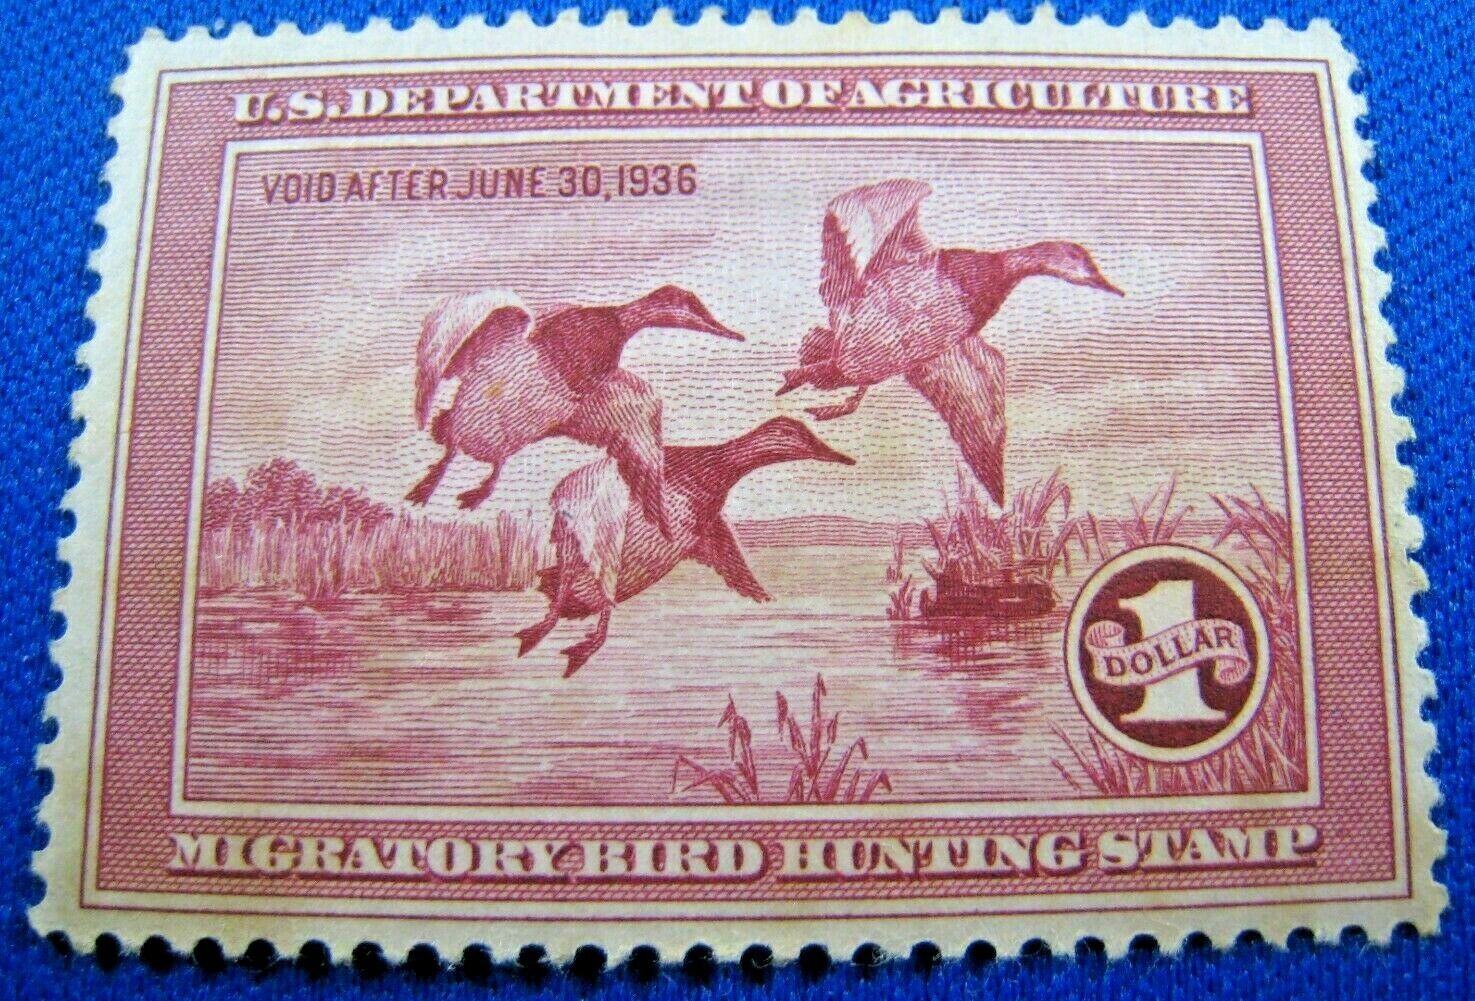 U.S. DEPARTMENT OF AGRICULTURE
VOID AFTER JUNE 30, 1936
1
DOLLAR
MIGRATORY BIRD HUNTING STAMP